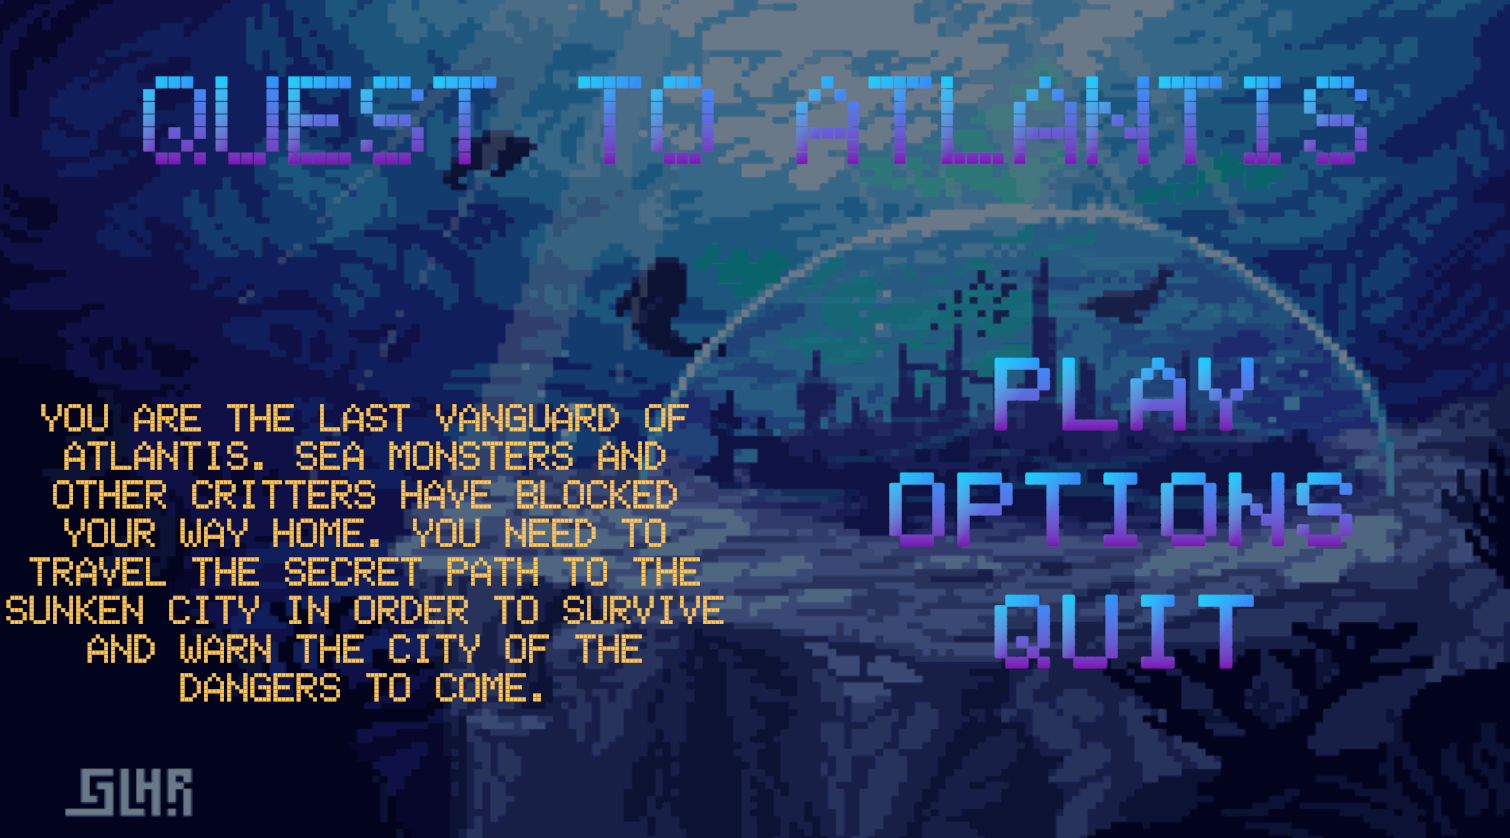 QUEST TO ATLANTIS
YOU ARE THE LAST VANGUARD OF
ATLANTIS. SEA MONSTERS AND
OTHER CRITTERS HAVE BLOCKED
YOUR WAY HOME. YOU NEED TO
TRAVEL THE SECRET PATH TO THE
SUNKEN CITY IN ORDER TO SURVIVE
AND WARN THE CITY OF THE
DANGERS TO COME.
PLAY
OPTIONS
QUIT
SLHR